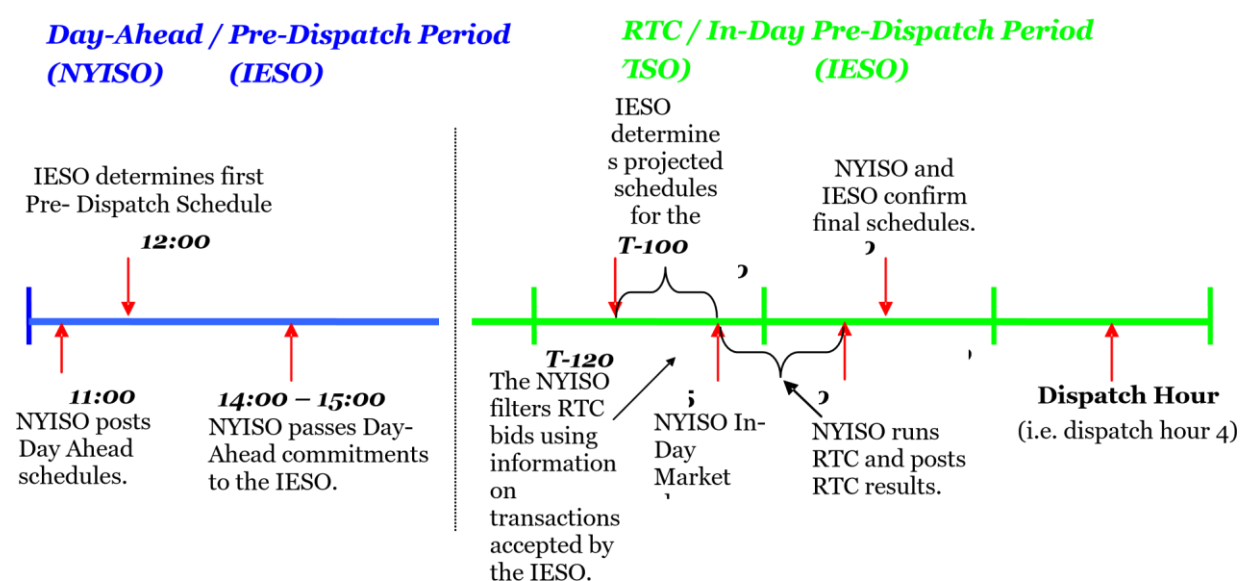 Day-Ahead / Pre-Dispatch Period
(NYISO) (IESO)
RTC / In-Day Pre-Dispatch Period
ISO) (IESO)
IESO determines first
Pre- Dispatch Schedule
12:00
11:00
NYISO posts
Day Ahead
schedules.
14:00 – 15:00
NYISO passes Day-
Ahead commitments
to the IESO.
IESO
determine
s projected
schedules
for the
T-100
NYISO and
IESO confirm
final schedules.
T-120
The NYISO
filters RTC
bids using
information
on
transactions
accepted by
the IESO.
NYISO In-
Day
Market
NYISO runs
RTC and posts
RTC results.
Dispatch Hour
(i.e. dispatch hour 4)